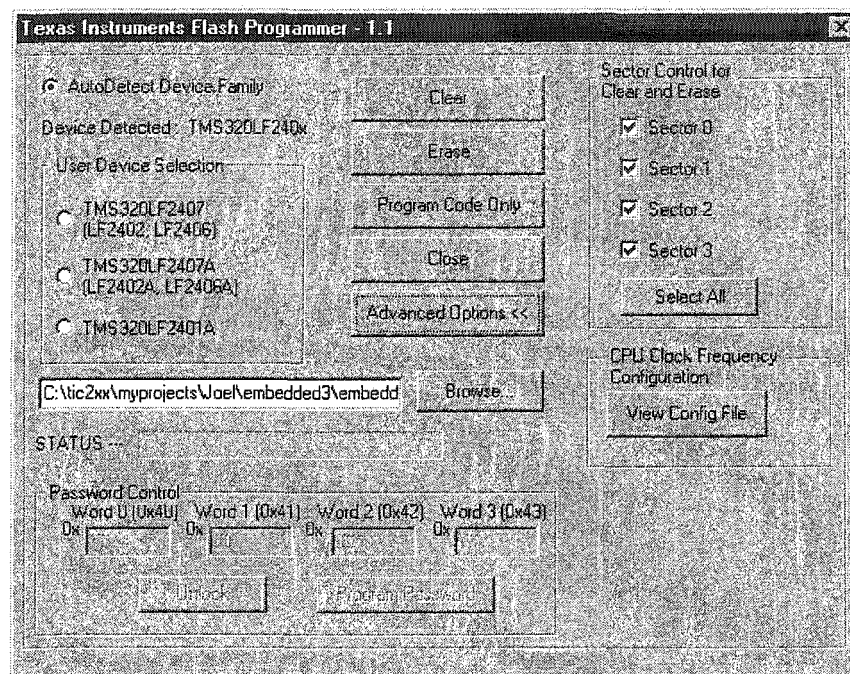 Texas Instruments Flash Programmer - 1.1
AutoDetect Device Family
Device Detected : TMS320LF240x
User Device Selection
TMS320LF2407
(LF2402, LF2406)
TMS320LF2407A
(LF2402A, LF2406A)
TMS320LF2401A
Clear
Erase
Program Code Only
Close
Advanced Options <<
Sector Control for
Clear and Erase
Sector 0
Sector 1
Sector 2
Sector 3
Select All
C:\tic2xx\myprojects\Joel\embedded3\embedd
Browse...
CPU Clock Frequency
Configuration
View Config File
STATUS ---
Password Control
Word 0 (0x40) Word 1 (0x41) Word 2 (0x42) Word 3 (0x43)
0x 0x 0x 0x
Unlock
Program Password